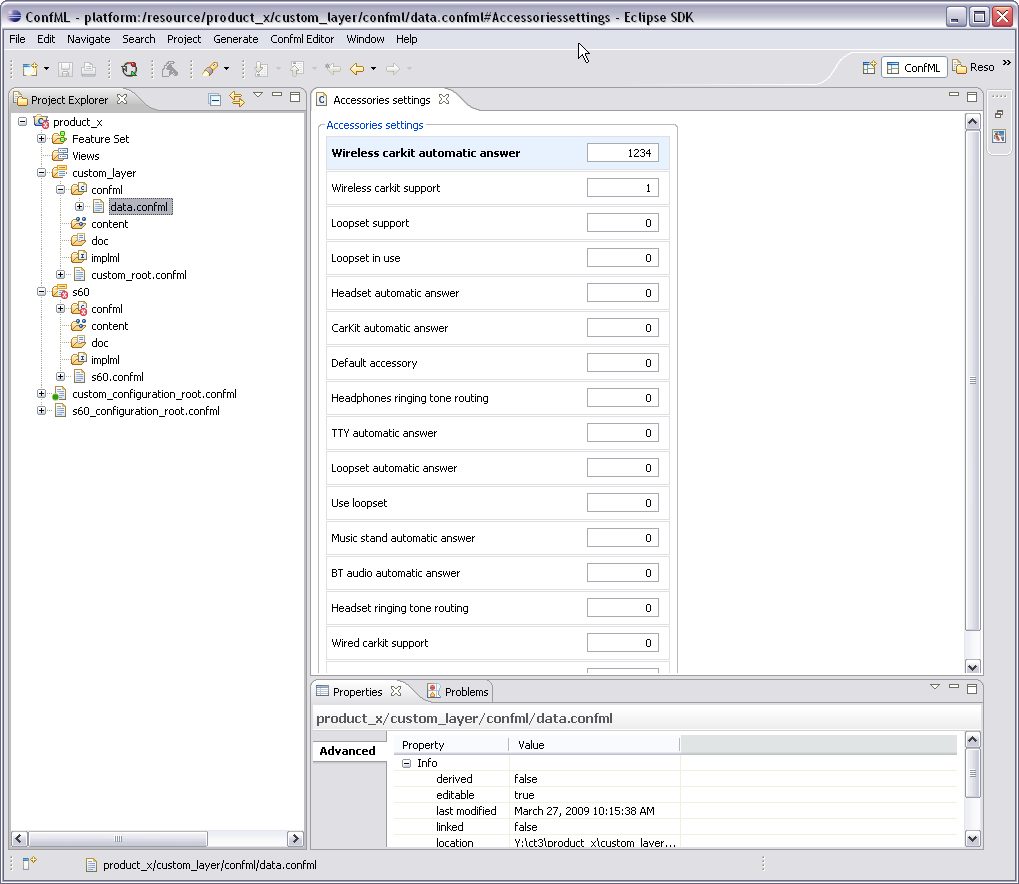 ConfML - platform:/resource/product_x/custom_layer/confml/data.confml#Accessoriessettings - Eclipse SDK
File Edit Navigate Search Project Generate Confml Editor Window Help
ConfML Reso »
Project Explorer
product_x
Feature Set
Views
custom_layer
confml
data.confml
content
doc
implml
custom_root.confml
s60
confml
content
doc
implml
s60.confml
custom_configuration_root.confml
s60_configuration_root.confml
Accessories settings
Accessories settings
Wireless carkit automatic answer 1234
Wireless carkit support 1
Loopset support 0
Loopset in use 0
Headset automatic answer 0
CarKit automatic answer 0
Default accessory 0
Headphones ringing tone routing 0
TTY automatic answer 0
Loopset automatic answer 0
Use loopset 0
Music stand automatic answer 0
BT audio automatic answer 0
Headset ringing tone routing 0
Wired carkit support 0
Properties Problems
product_x/custom_layer/confml/data.confml
Advanced
Property Value
Info
derived false
editable true
last modified March 27, 2009 10:15:38 AM
linked false
location Y:\ct3\product_x\custom_layer...
product_x/custom_layer/confml/data.confml